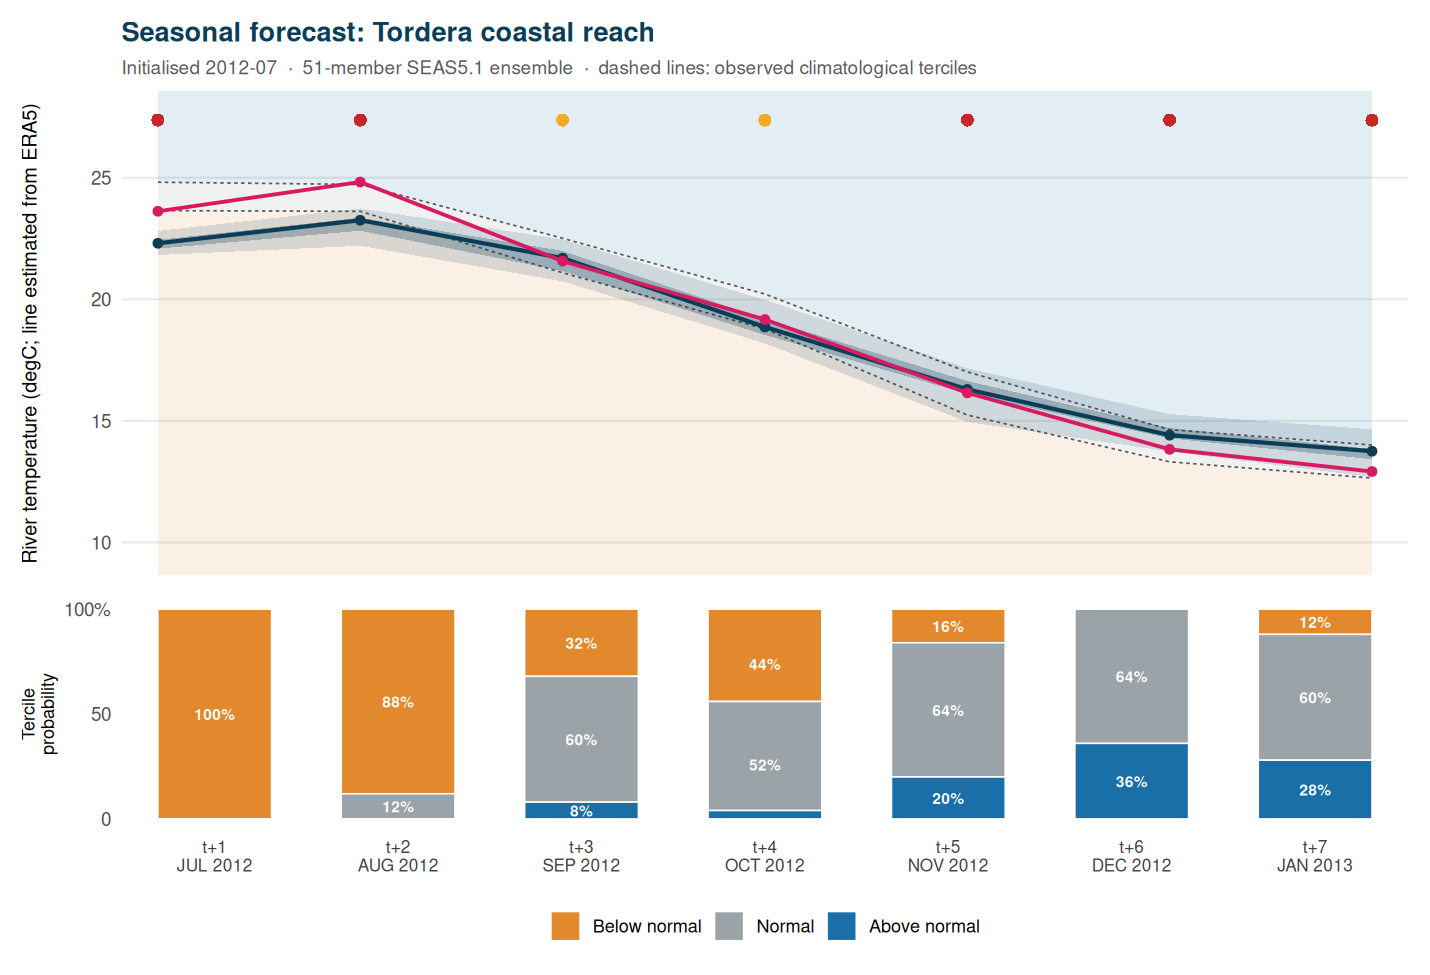 Seasonal forecast: Tordera coastal reach
Initialised 2012-07 · 51-member SEAS5.1 ensemble · dashed lines: observed climatological terciles
River temperature (degC; line estimated from ERA5)
25
20
15
10
Tercile
probability
100%
50
0
100%
88%
12%
32%
60%
8%
44%
52%
16%
64%
20%
64%
36%
12%
60%
28%
t+1
JUL 2012
t+2
AUG 2012
t+3
SEP 2012
t+4
OCT 2012
t+5
NOV 2012
t+6
DEC 2012
t+7
JAN 2013
Below normal
Normal
Above normal